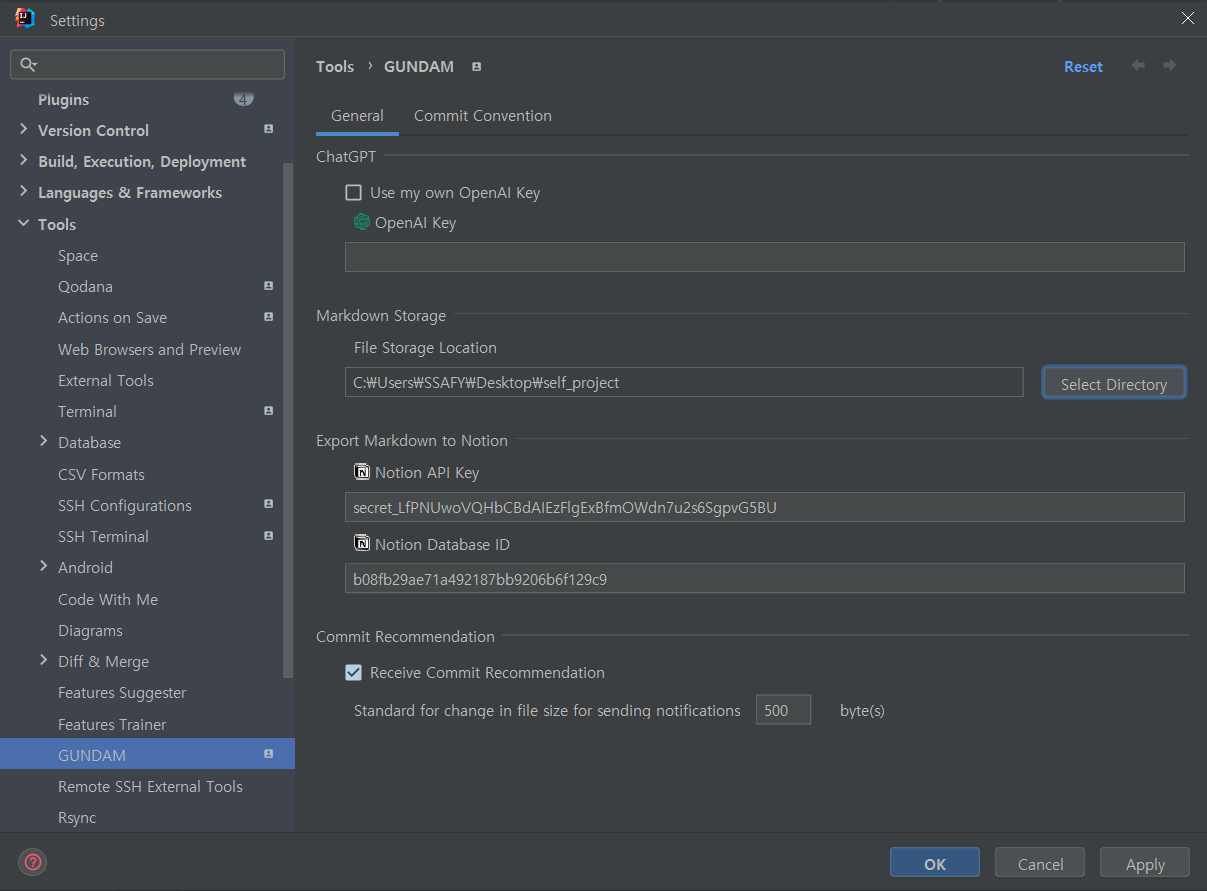 Settings
Tools › GUNDAM
Reset
Plugins 4
Version Control
Build, Execution, Deployment
Languages & Frameworks
Tools
Space
Qodana
Actions on Save
Web Browsers and Preview
External Tools
Terminal
Database
CSV Formats
SSH Configurations
SSH Terminal
Android
Code With Me
Diagrams
Diff & Merge
Features Suggester
Features Trainer
GUNDAM
Remote SSH External Tools
Rsync
General Commit Convention
ChatGPT
Use my own OpenAI Key
OpenAI Key
Markdown Storage
File Storage Location
C:₩Users₩SSAFY₩Desktop₩self_project
Select Directory
Export Markdown to Notion
Notion API Key
secret_LfPNUwoVQHbCBdAIEzFlgExBfmOWdn7u2s6SgpvG5BU
Notion Database ID
b08fb29ae71a492187bb9206b6f129c9
Commit Recommendation
Receive Commit Recommendation
Standard for change in file size for sending notifications 500 byte(s)
OK Cancel Apply